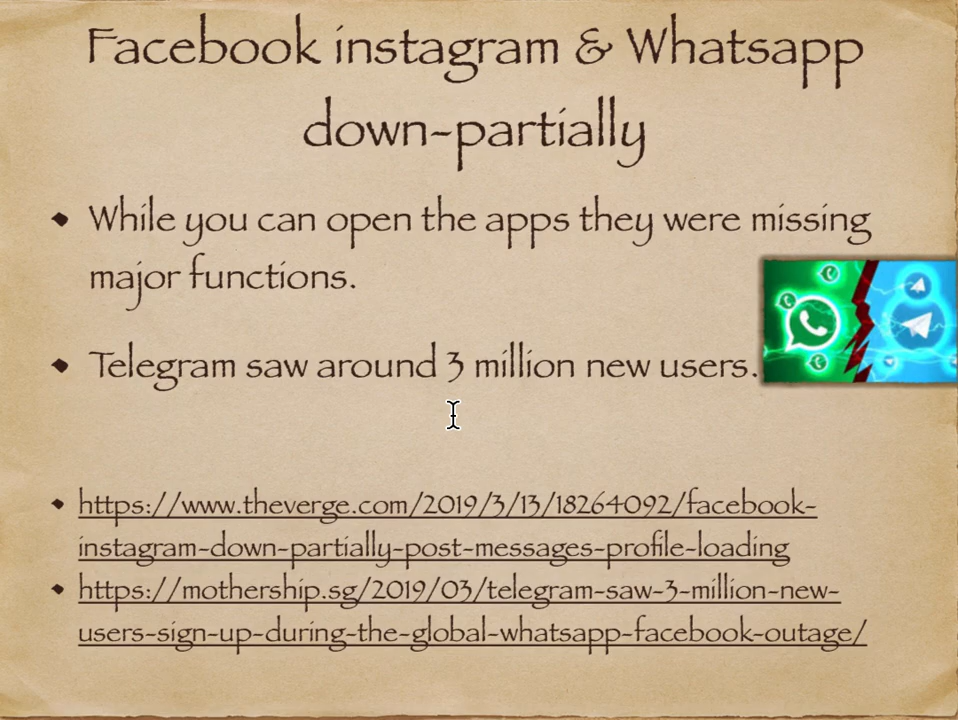 Facebook instagram & Whatsapp
down-partially
• While you can open the apps they were missing
major functions.
• Telegram saw around 3 million new users.
• https://www.theverge.com/2019/3/13/18264092/facebook-
instagram-down-partially-post-messages-profile-loading
• https://mothership.sg/2019/03/telegram-saw-3-million-new-
users-sign-up-during-the-global-whatsapp-facebook-outage/